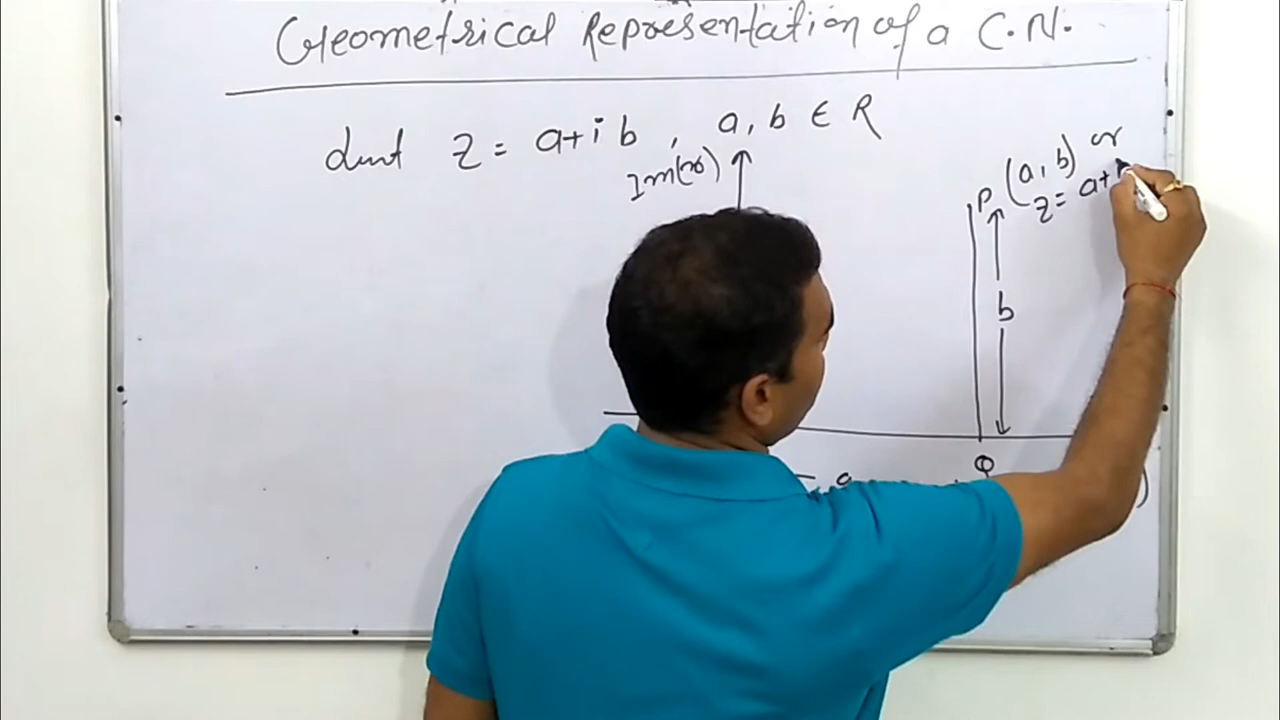 Geometrical Representation of a C.N.
Let Z = a+ib, a, b ∈ R
Im(z)
P (a, b) or
z = a+
b
Q
a
)